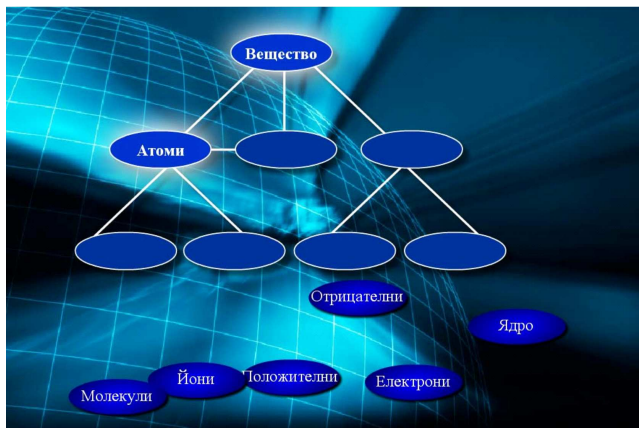 Вещество
Атоми
Отрицателни
Ядро
Йони
Положителни
Електрони
Молекули